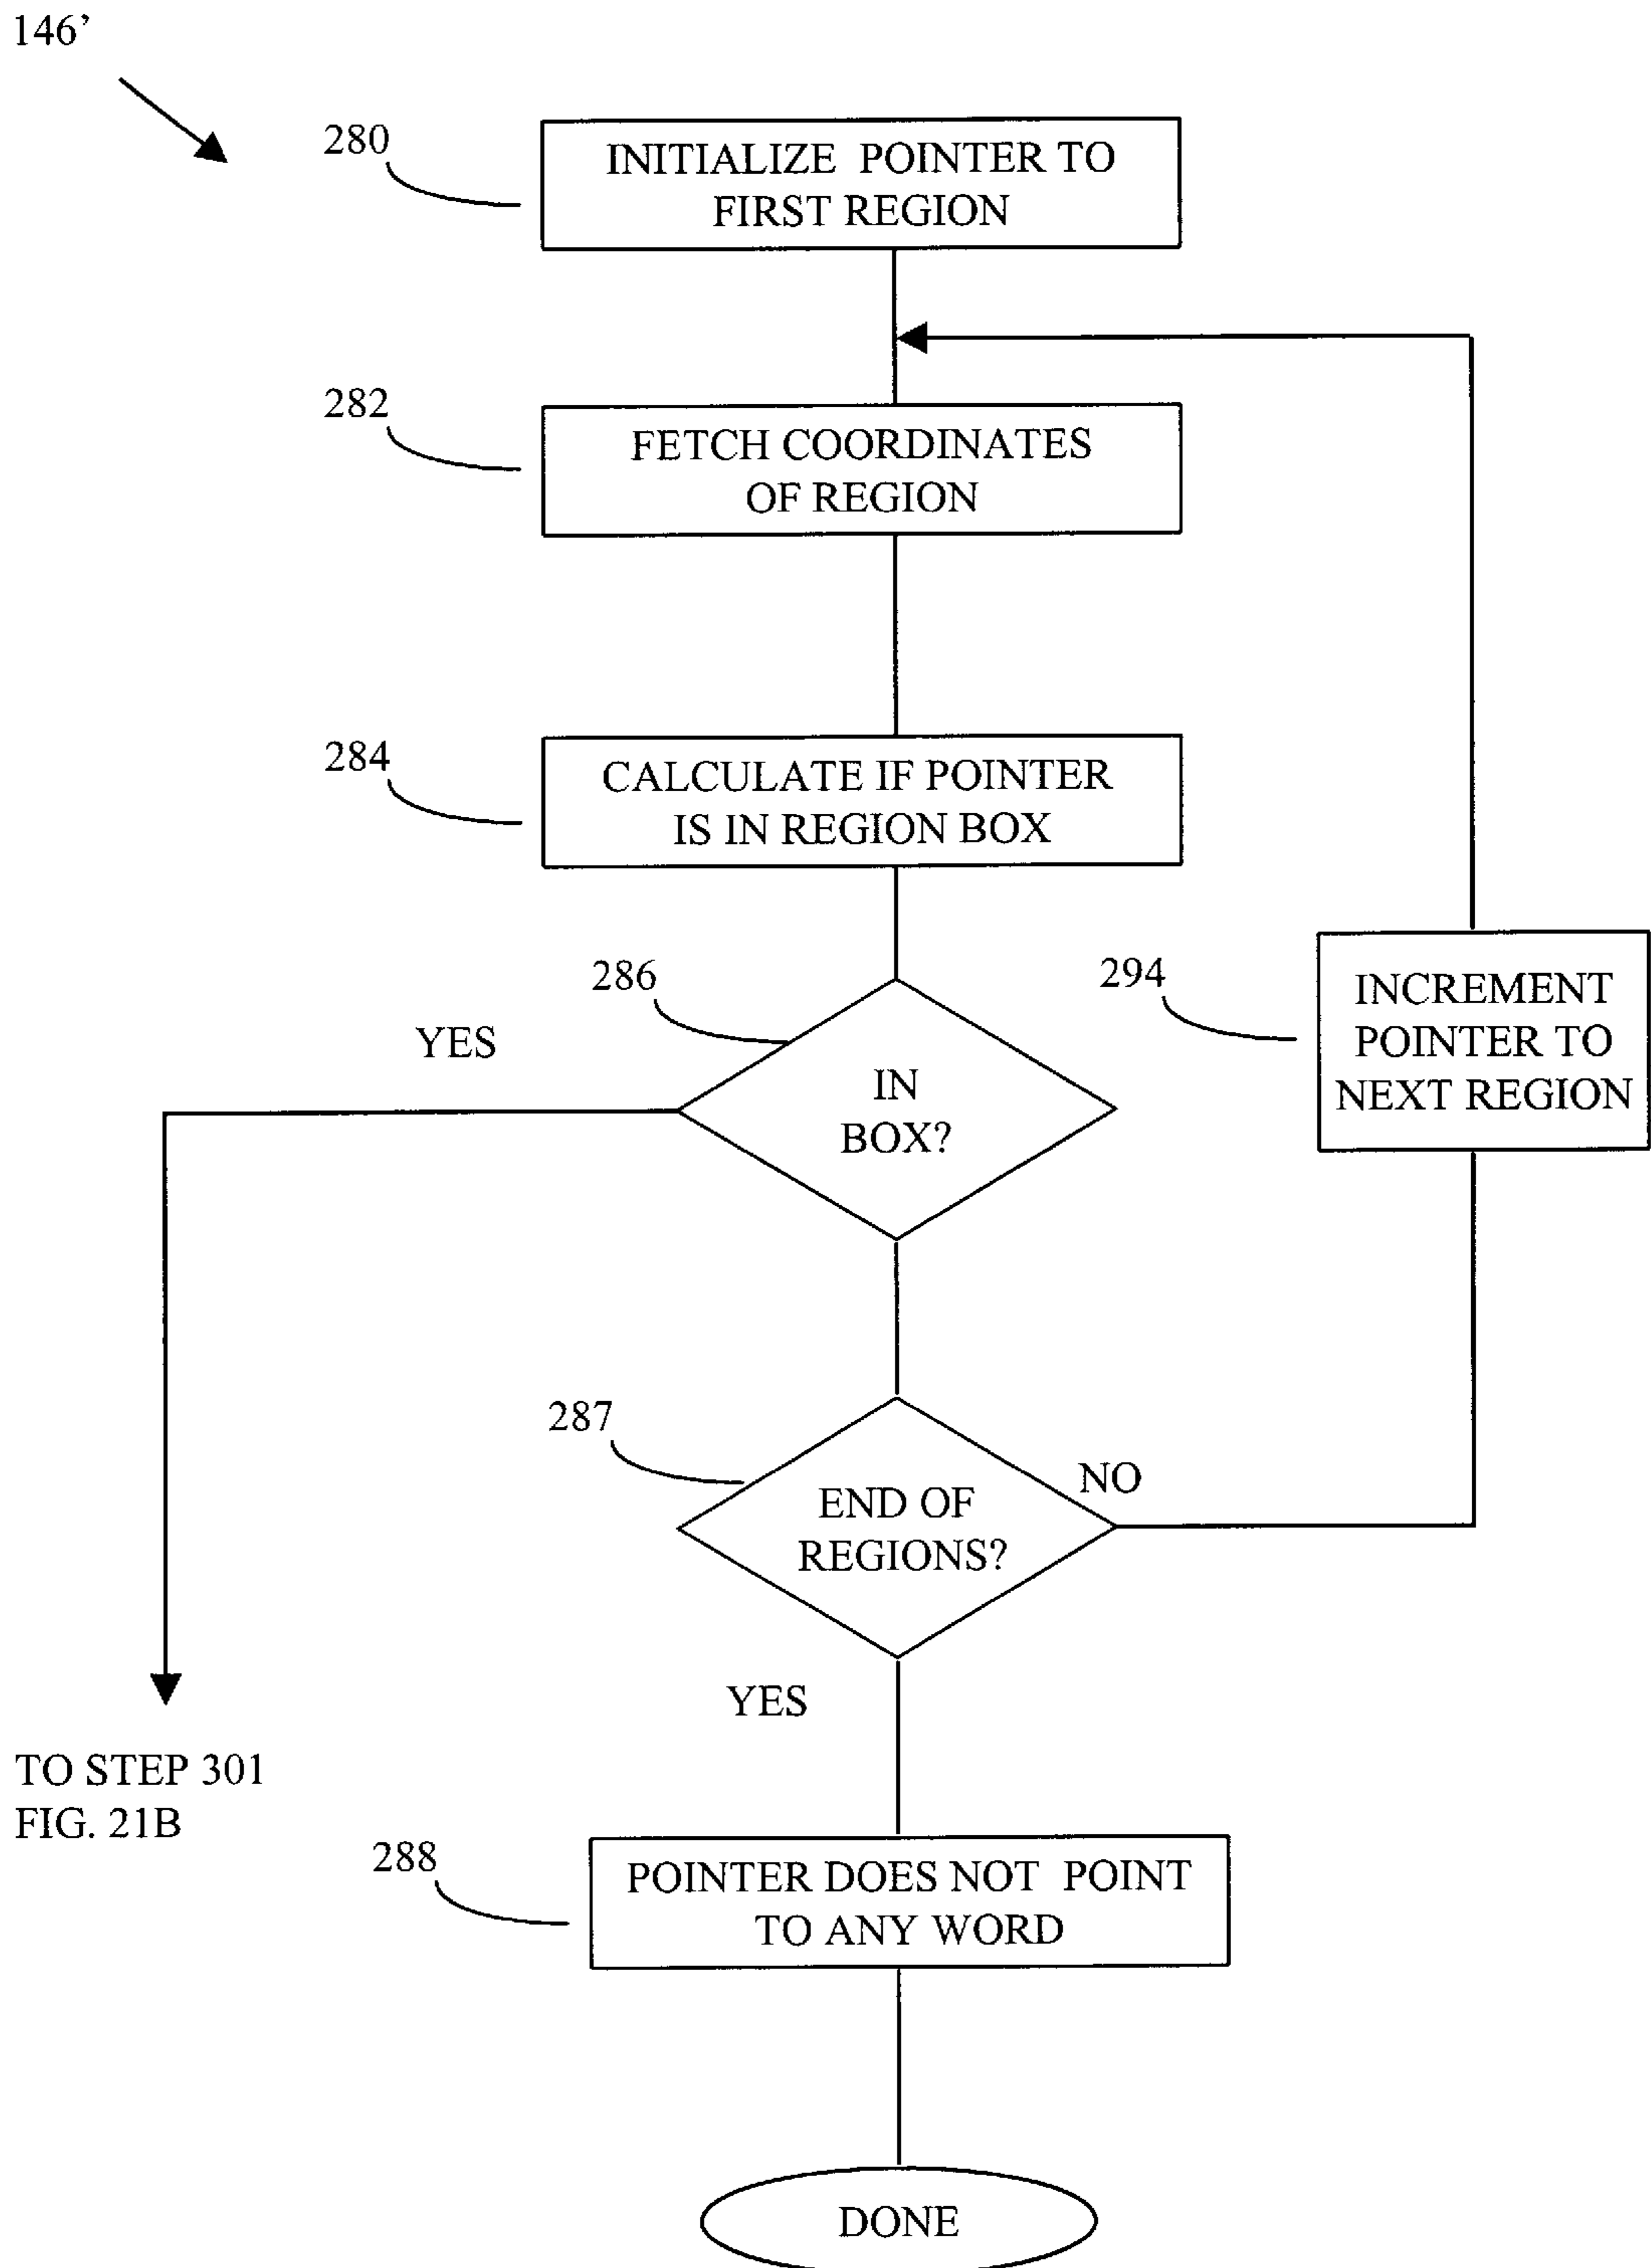 146’
280
INITIALIZE POINTER TO
FIRST REGION
282
FETCH COORDINATES
OF REGION
284
CALCULATE IF POINTER
IS IN REGION BOX
286
294
INCREMENT
POINTER TO
NEXT REGION
YES
IN
BOX?
287
NO
END OF
REGIONS?
YES
TO STEP 301
FIG. 21B
288
POINTER DOES NOT POINT
TO ANY WORD
DONE